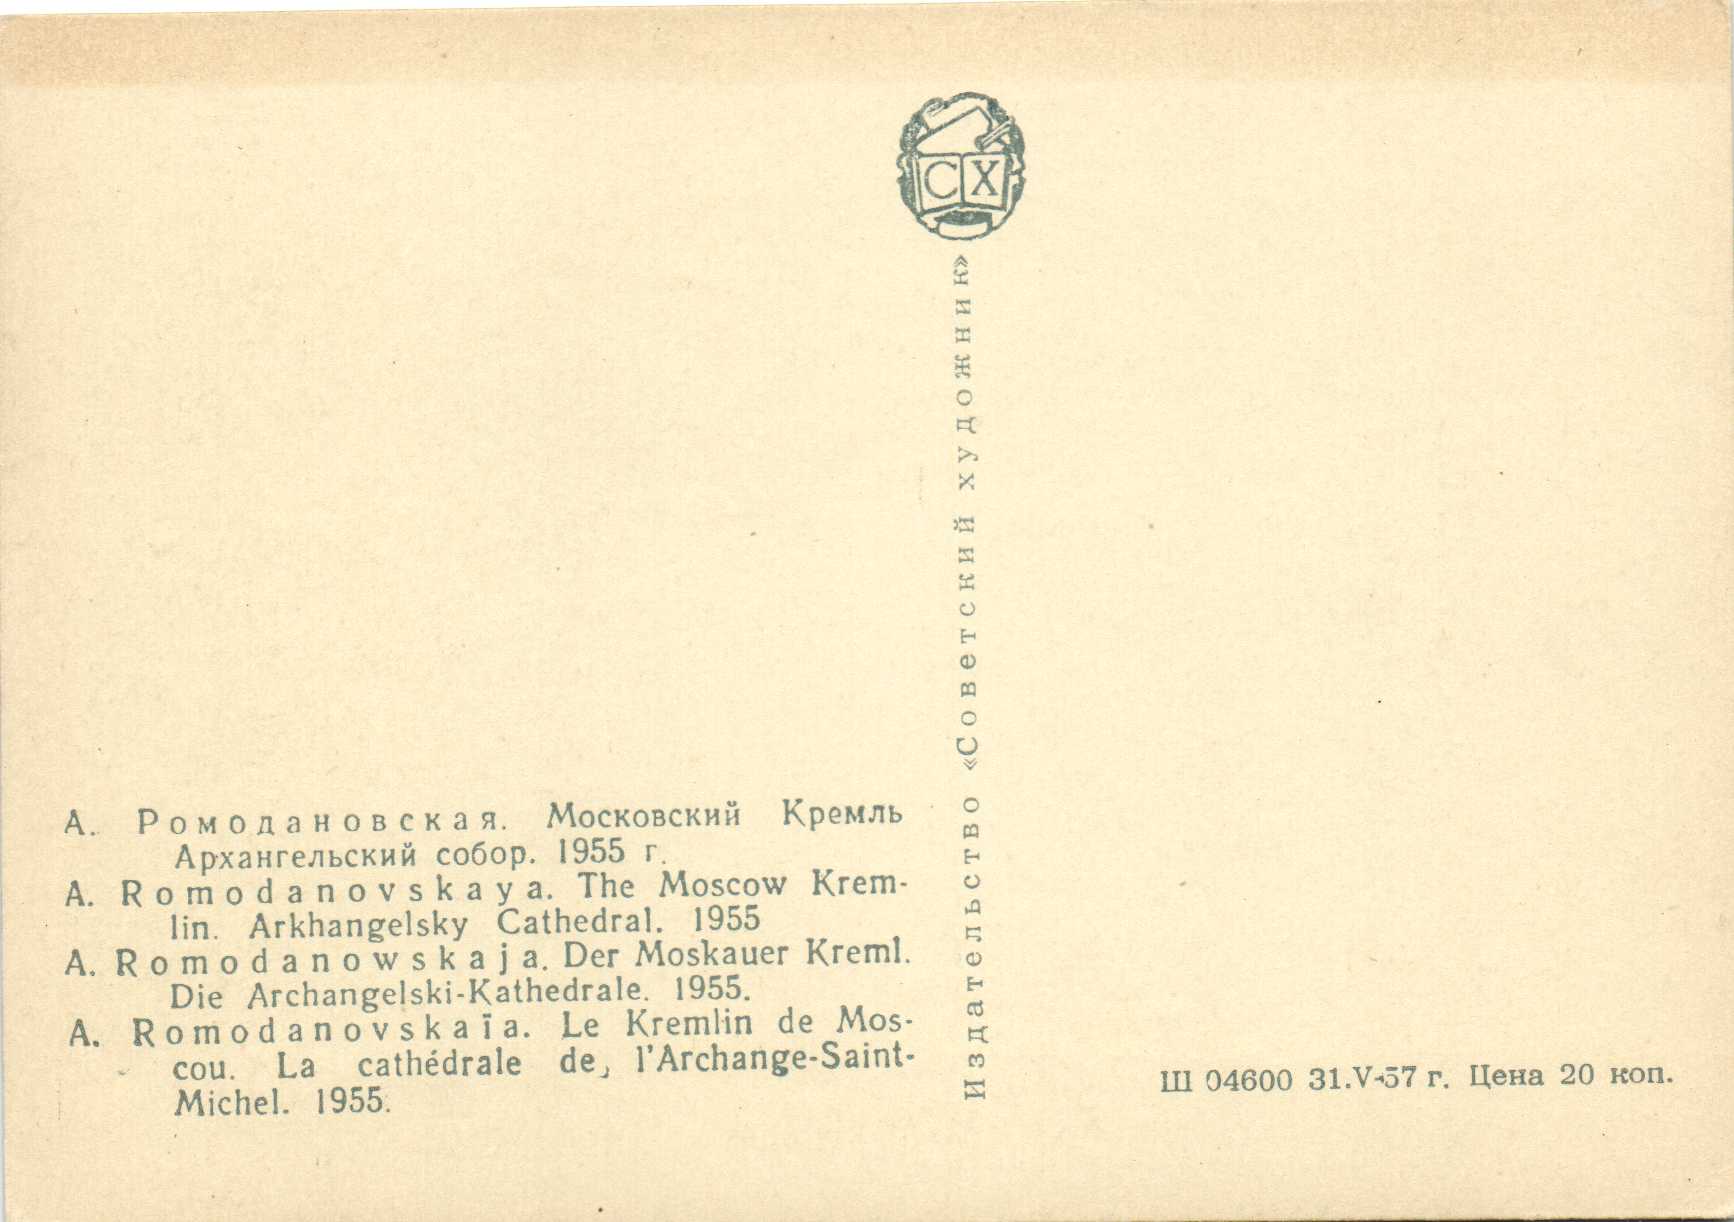 СХ
Издательство «Советский художник»
А. Ромодановская. Московский Кремль
Архангельский собор. 1955 г.
A. Romodanovskaya. The Moscow Krem-
lin. Arkhangelsky Cathedral. 1955
A. Romodanowskaja. Der Moskauer Kreml.
Die Archangelski-Kathedrale. 1955.
A. Romodanovskaïa. Le Kremlin de Mos-
cou. La cathédrale de l'Archange-Saint-
Michel. 1955.
Ш 04600 31.V-57 г. Цена 20 коп.